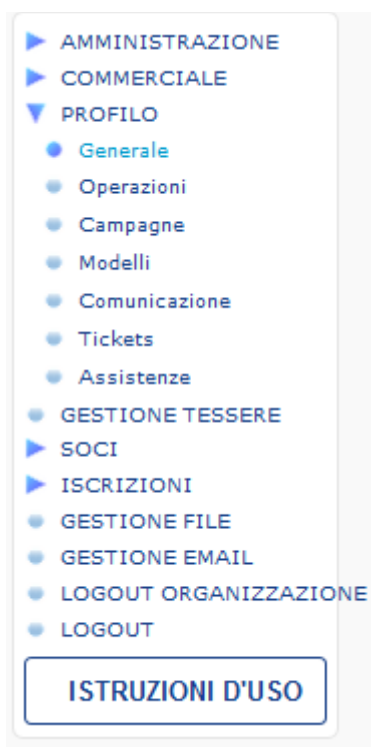 AMMINISTRAZIONE
COMMERCIALE
PROFILO
Generale
Operazioni
Campagne
Modelli
Comunicazione
Tickets
Assistenze
GESTIONE TESSERE
SOCI
ISCRIZIONI
GESTIONE FILE
GESTIONE EMAIL
LOGOUT ORGANIZZAZIONE
LOGOUT
ISTRUZIONI D'USO